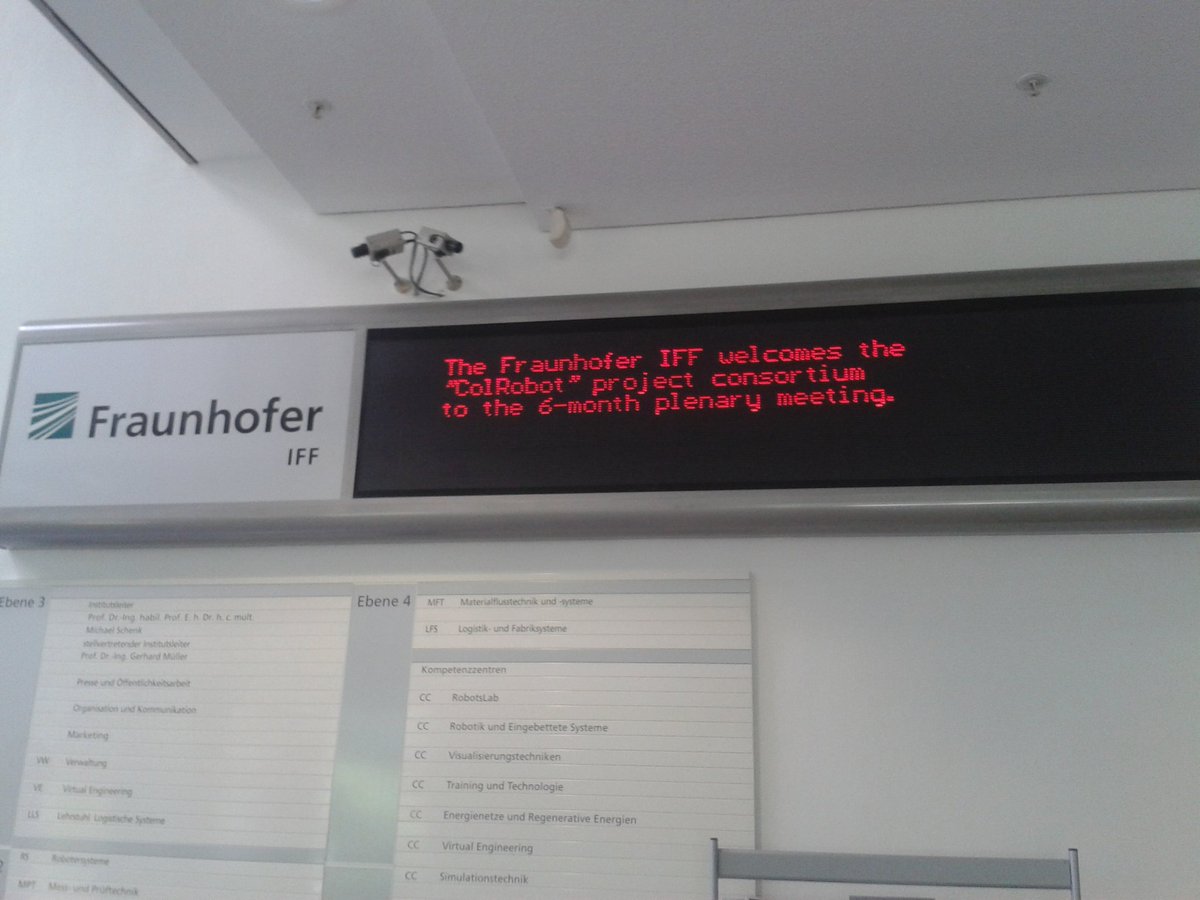 Fraunhofer
IFF
The Fraunhofer IFF welcomes the
"ColRobot" project consortium
to the 6-month plenary meeting.
Ebene 3
Institutsleiter
Prof. Dr.-Ing. habil. Prof. E. h. Dr. h. c. mult.
Michael Schenk
stellvertretender Institutsleiter
Prof. Dr.-Ing. Gerhard Müller
Presse und Öffentlichkeitsarbeit
Organisation und Kommunikation
Marketing
VW Verwaltung
VE Virtual Engineering
LLS Lehrstuhl Logistische Systeme
RS Robotersysteme
MPT Mess- und Prüftechnik
Ebene 4
MFT Materialflusstechnik und -systeme
LFS Logistik- und Fabriksysteme
Kompetenzzentren
CC RobotsLab
CC Robotik und Eingebettete Systeme
CC Visualisierungstechniken
CC Training und Technologie
CC Energienetze und Regenerative Energien
CC Virtual Engineering
CC Simulationstechnik